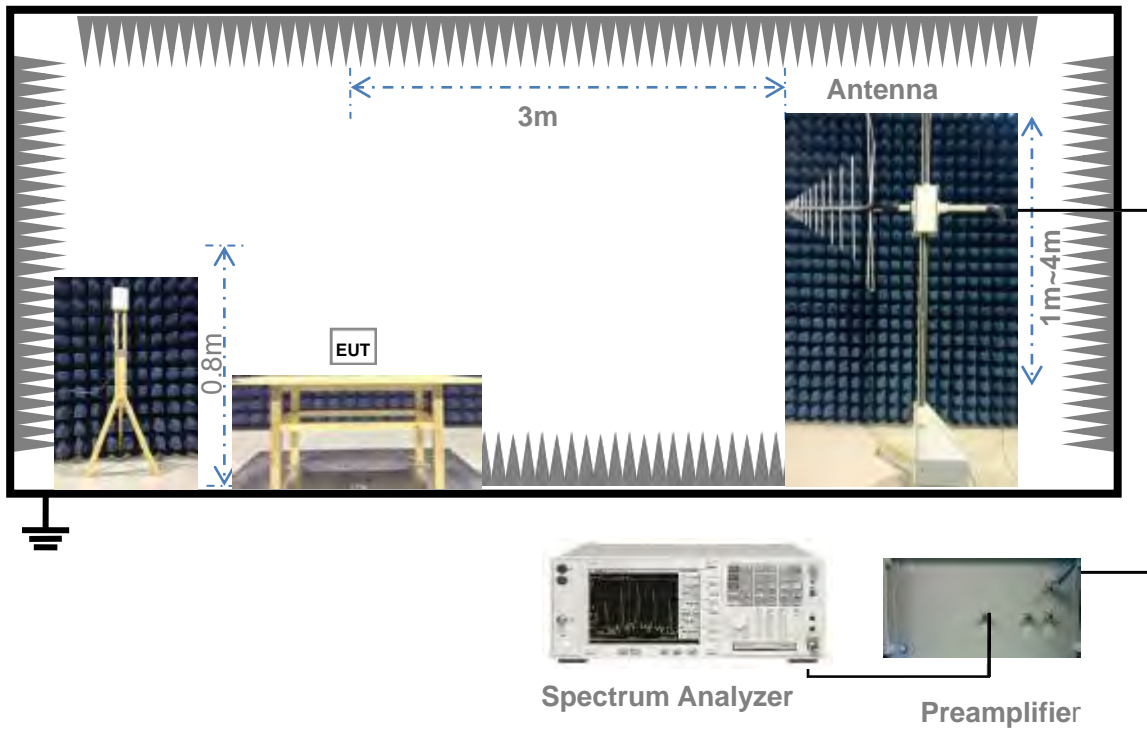 Antenna
3m
1m~4m
0.8m
EUT
Spectrum Analyzer
Preamplifier